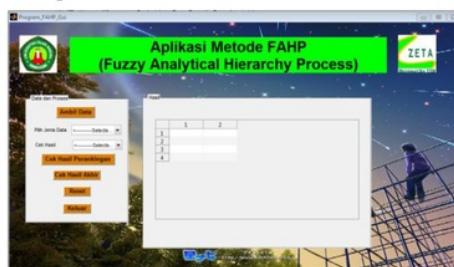 Program_FAHP_Gui
Aplikasi Metode FAHP
(Fuzzy Analytical Hierarchy Process)
ZETA
Data dan Proses
Ambil Data
Pilih Jenis Data
Cek Hasil
Cek Hasil Perankingan
Cek Hasil Akhir
Reset
Keluar
1 2
1
2
3
4